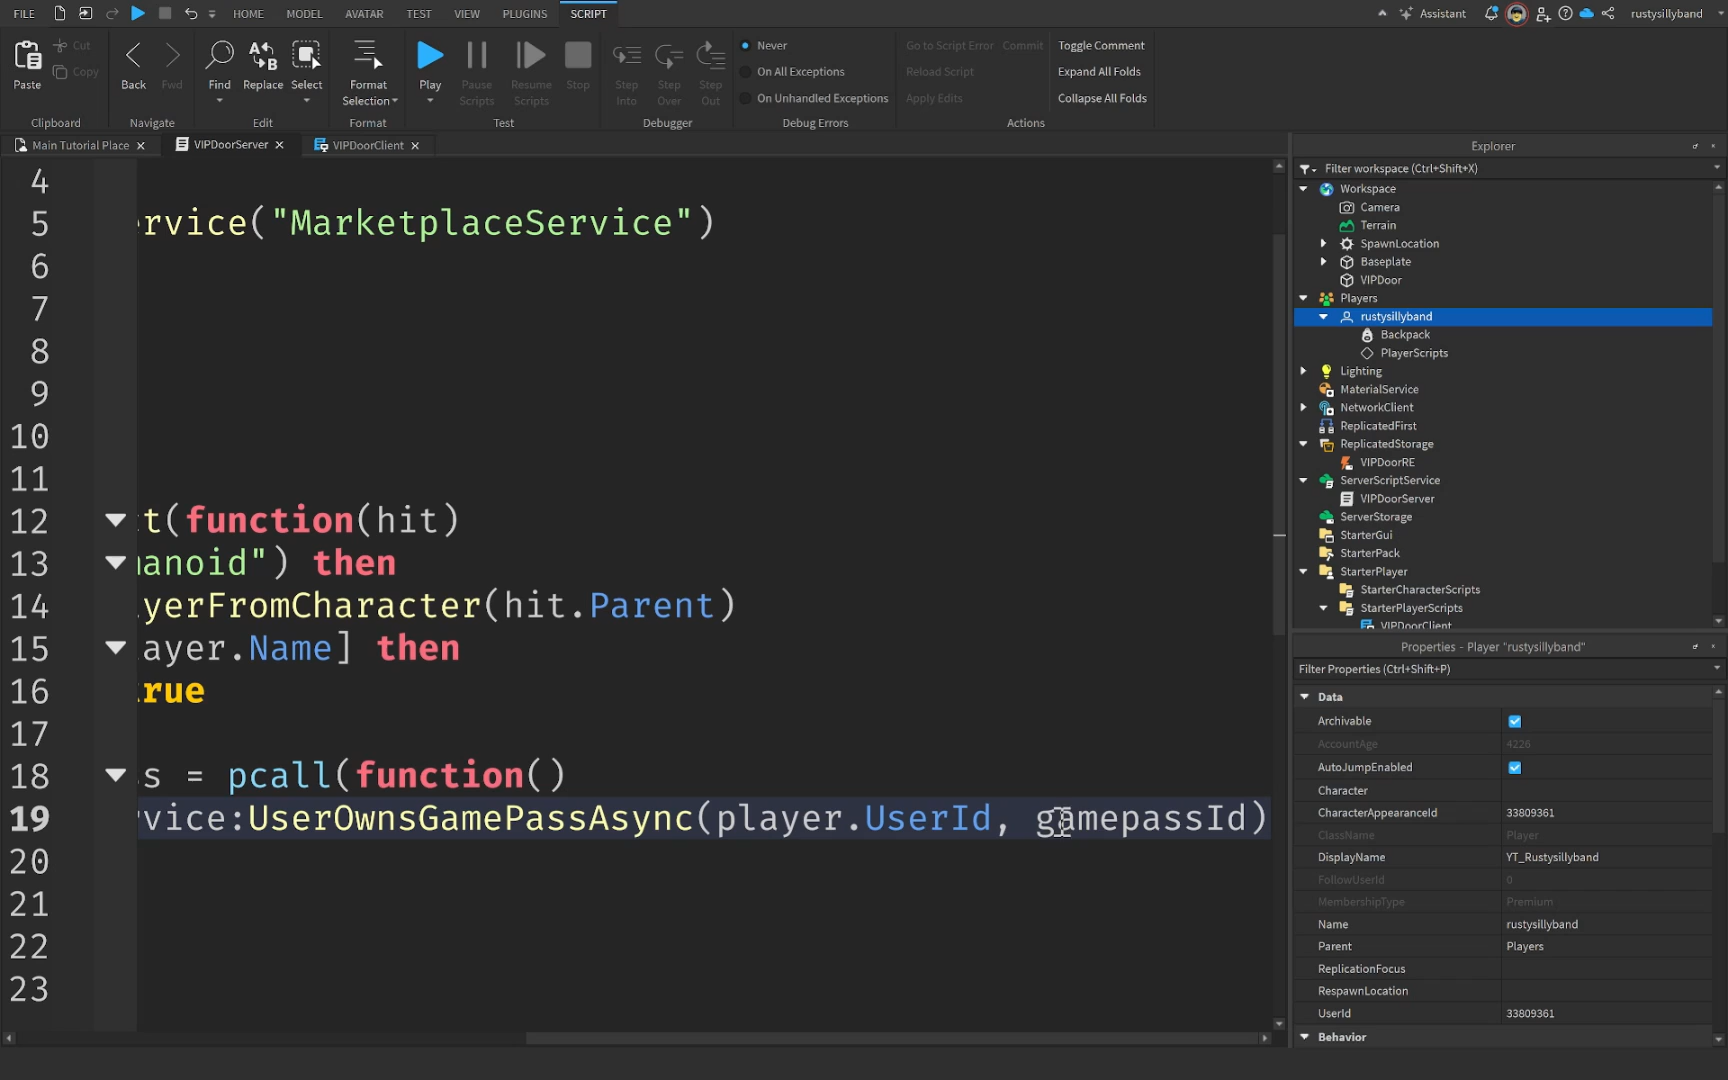 FILE HOME MODEL AVATAR TEST VIEW PLUGINS SCRIPT Assistant rustysillyband
Paste Cut Copy
Clipboard
Back Fwd
Navigate
Find Replace Select
Edit
Format Selection
Format
Play Pause Scripts Resume Scripts Stop
Test
Step Into Step Over Step Out
Debugger
Never
On All Exceptions
On Unhandled Exceptions
Debug Errors
Go to Script Error Commit
Reload Script
Apply Edits
Toggle Comment
Expand All Folds
Collapse All Folds
Actions
Main Tutorial Place VIPDoorServer VIPDoorClient
4
5 rvice("MarketplaceService")
6
7
8
9
10
11
12 t(function(hit)
13 anoid") then
14 yerFromCharacter(hit.Parent)
15 ayer.Name] then
16 true
17
18 s = pcall(function()
19 vice:UserOwnsGamePassAsync(player.UserId, gamepassId)
20
21
22
23
Explorer
Filter workspace (Ctrl+Shift+X)
Workspace
Camera
Terrain
SpawnLocation
Baseplate
VIPDoor
Players
rustysillyband
Backpack
PlayerScripts
Lighting
MaterialService
NetworkClient
ReplicatedFirst
ReplicatedStorage
VIPDoorRE
ServerScriptService
VIPDoorServer
ServerStorage
StarterGui
StarterPack
StarterPlayer
StarterCharacterScripts
StarterPlayerScripts
VIPDoorClient
Properties - Player "rustysillyband"
Filter Properties (Ctrl+Shift+P)
Data
Archivable
AccountAge 4226
AutoJumpEnabled
Character
CharacterAppearanceId 33809361
ClassName Player
DisplayName YT_Rustysillyband
FollowUserId 0
MembershipType Premium
Name rustysillyband
Parent Players
ReplicationFocus
RespawnLocation
UserId 33809361
Behavior